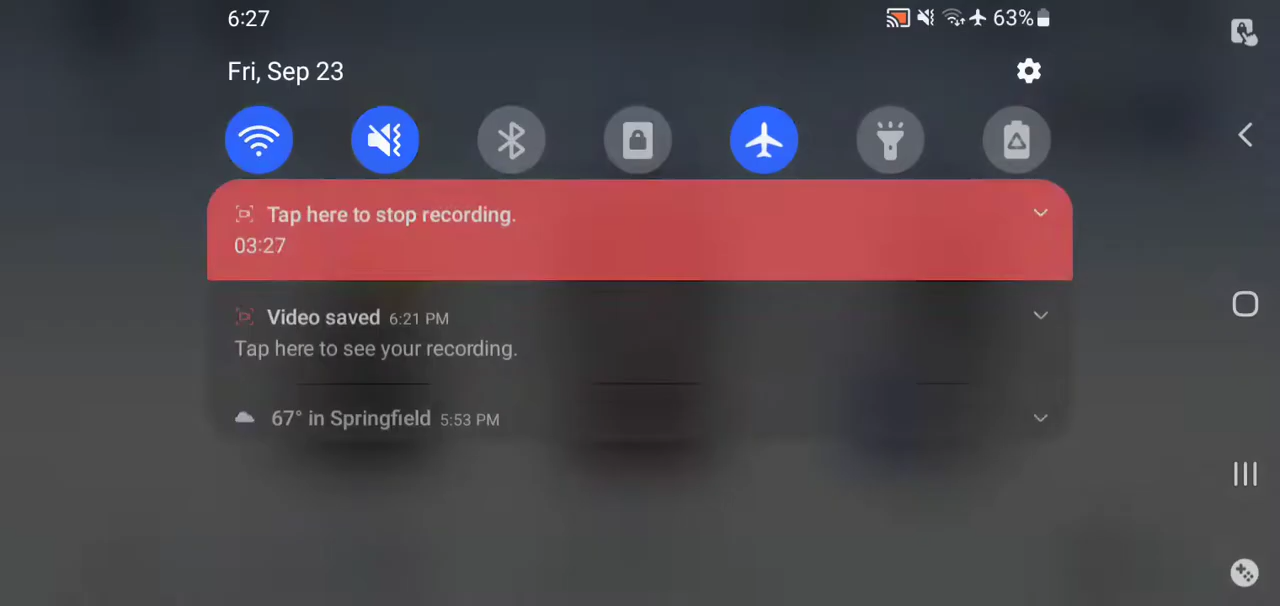 6:27
63%
Fri, Sep 23
Tap here to stop recording.
03:27
Video saved 6:21 PM
Tap here to see your recording.
67° in Springfield 5:53 PM